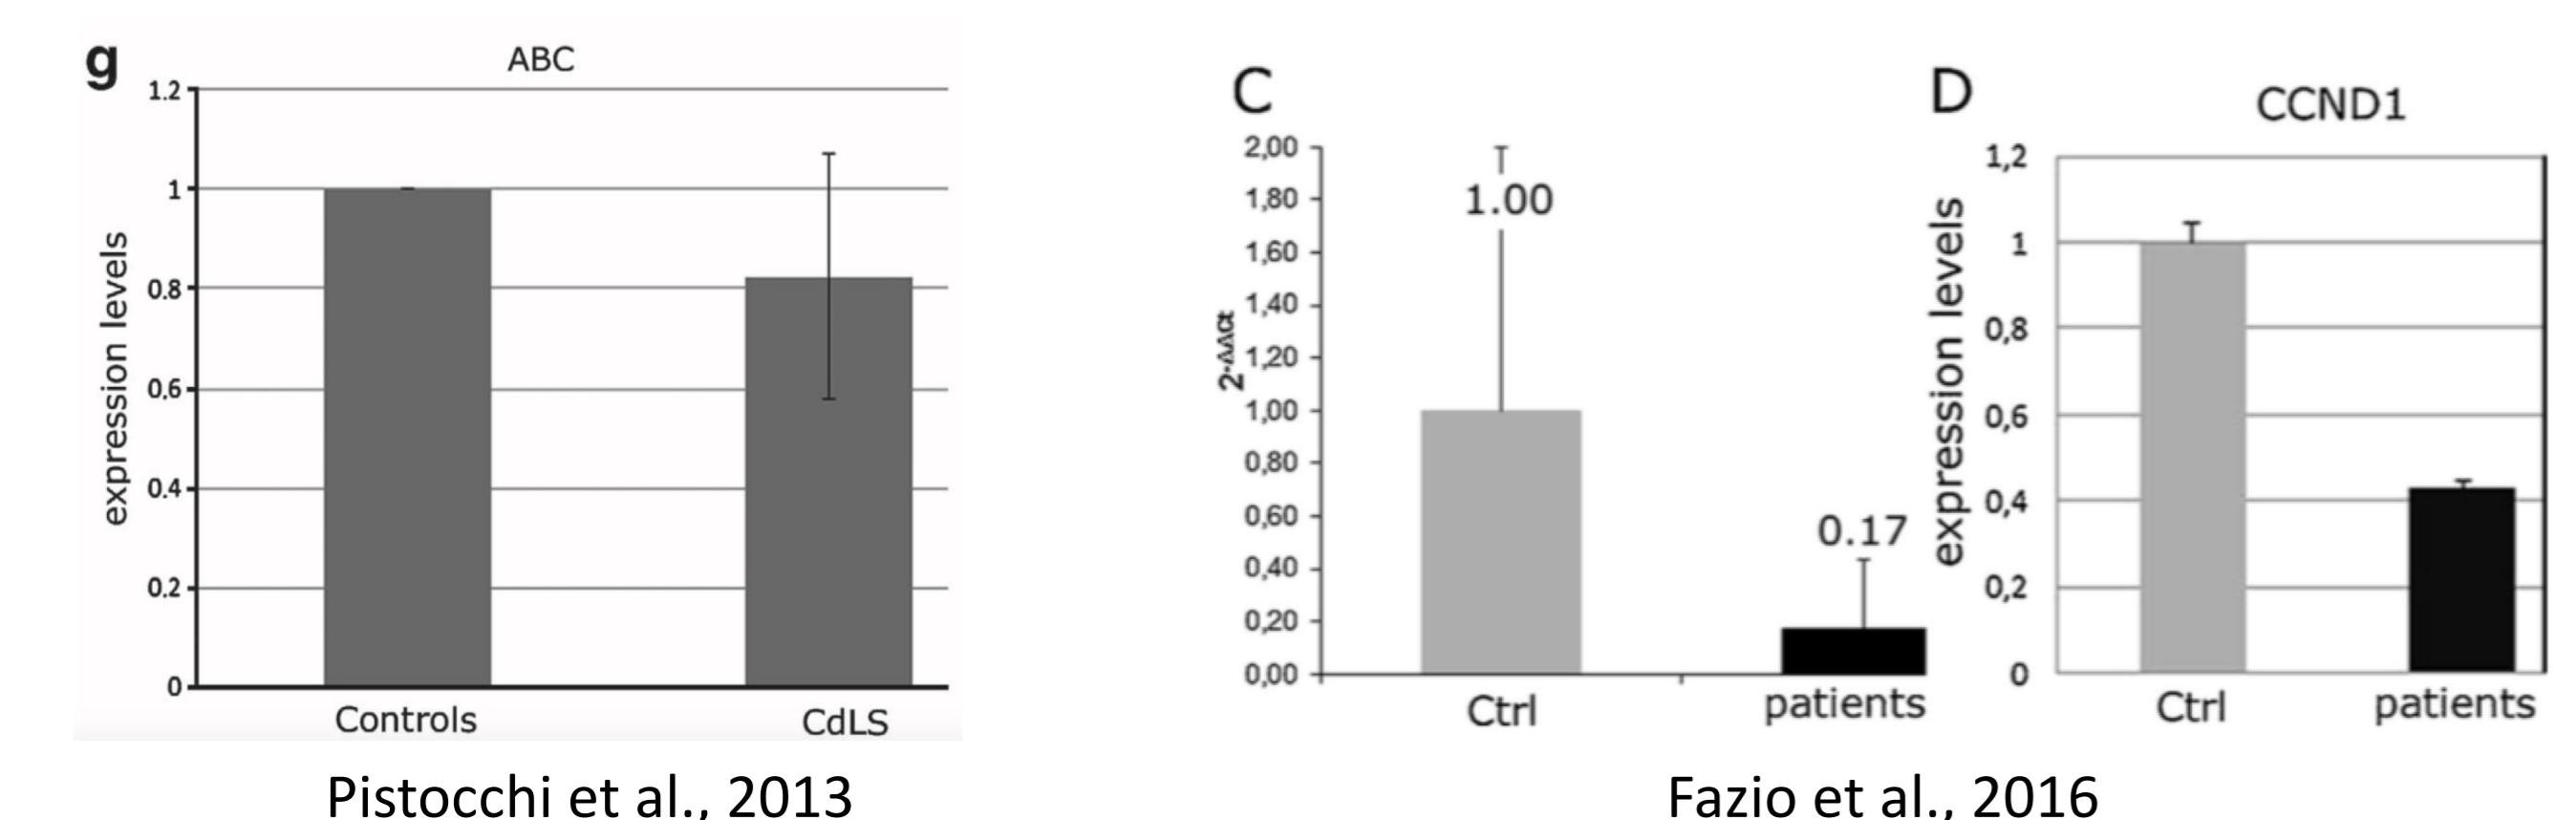 g
ABC
1.2
1
0.8
0.6
0.4
0.2
0
expression levels
Controls
CdLS
Pistocchi et al., 2013
C
2,00
1,80
1,60
1,40
1,20
1,00
0,80
0,60
0,40
0,20
0,00
2-ΔΔCt
1.00
0.17
Ctrl
patients
D
CCND1
1,2
1
0,8
0,6
0,4
0,2
0
expression levels
Ctrl
patients
Fazio et al., 2016